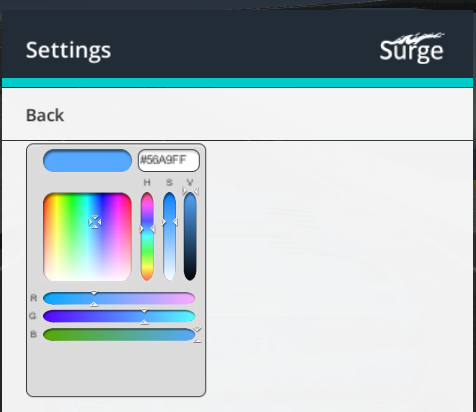 Settings
Surge
Back
#56A9FF
H S V
R
G
B